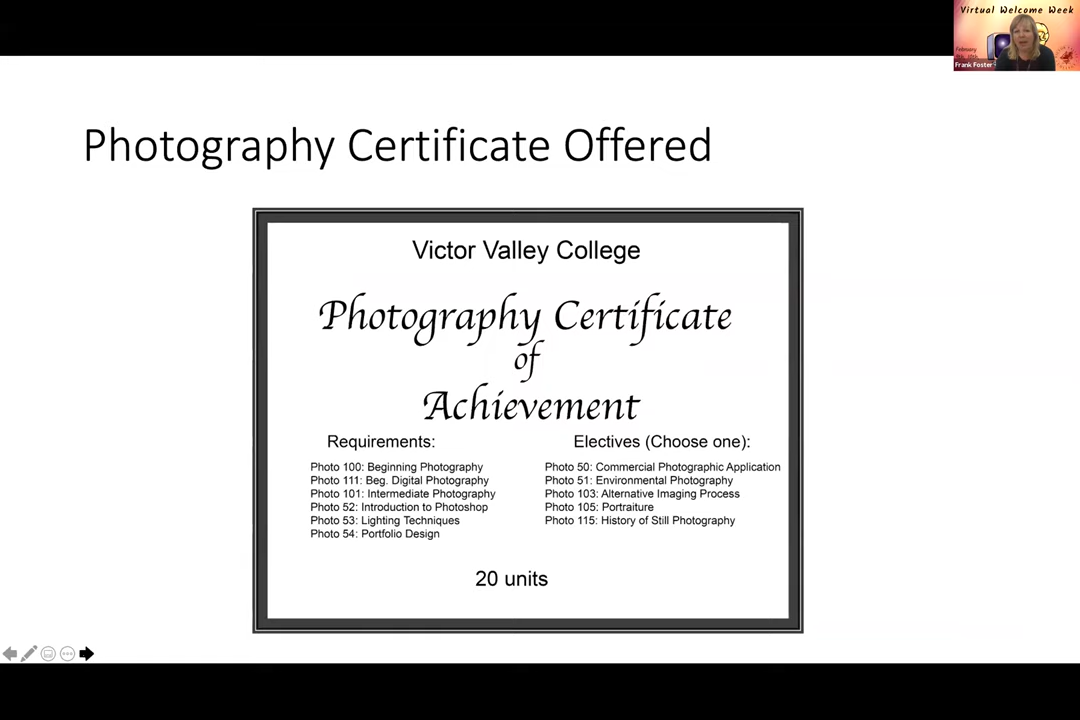 Virtual Welcome Week
February
Frank Foster
Photography Certificate Offered
Victor Valley College
Photography Certificate
of
Achievement
Requirements:
Photo 100: Beginning Photography
Photo 111: Beg. Digital Photography
Photo 101: Intermediate Photography
Photo 52: Introduction to Photoshop
Photo 53: Lighting Techniques
Photo 54: Portfolio Design
Electives (Choose one):
Photo 50: Commercial Photographic Application
Photo 51: Environmental Photography
Photo 103: Alternative Imaging Process
Photo 105: Portraiture
Photo 115: History of Still Photography
20 units